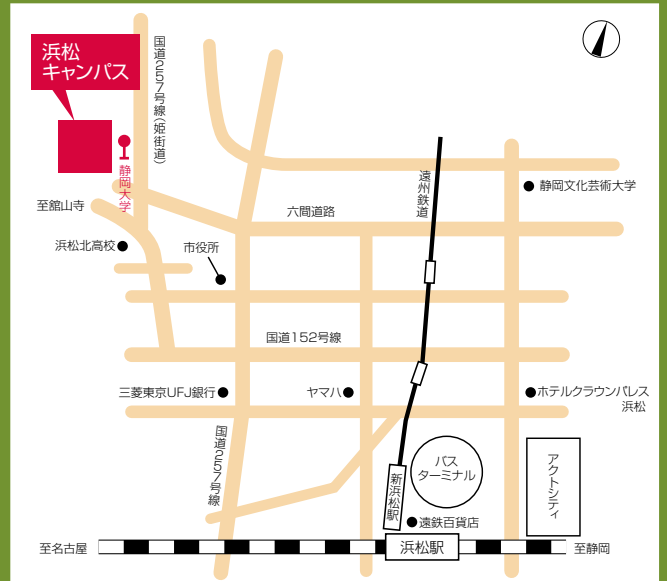 浜松
キャンパス
国道257号線(姫街道)
静岡大学
至舘山寺
浜松北高校
市役所
六間道路
遠州鉄道
静岡文化芸術大学
国道152号線
三菱東京UFJ銀行
ヤマハ
ホテルクラウンパレス
浜松
国道257号線
新浜松駅
バス
ターミナル
アクトシティ
遠鉄百貨店
至名古屋
浜松駅
至静岡